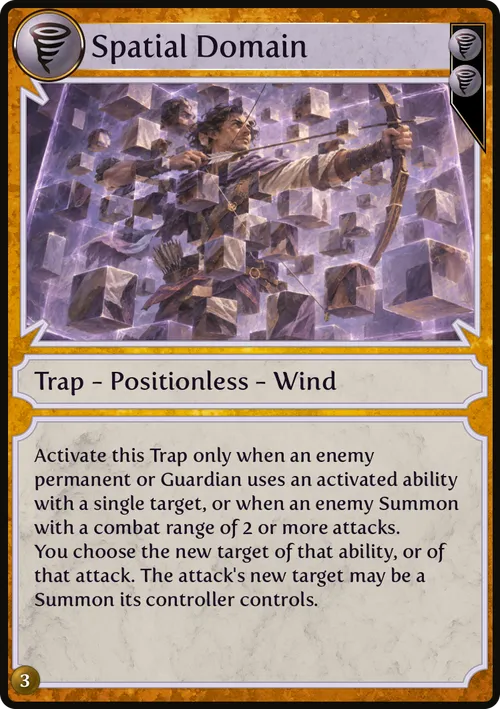 Spatial Domain
Trap - Positionless - Wind
Activate this Trap only when an enemy
permanent or Guardian uses an activated ability
with a single target, or when an enemy Summon
with a combat range of 2 or more attacks.
You choose the new target of that ability, or of
that attack. The attack's new target may be a
Summon its controller controls.
3